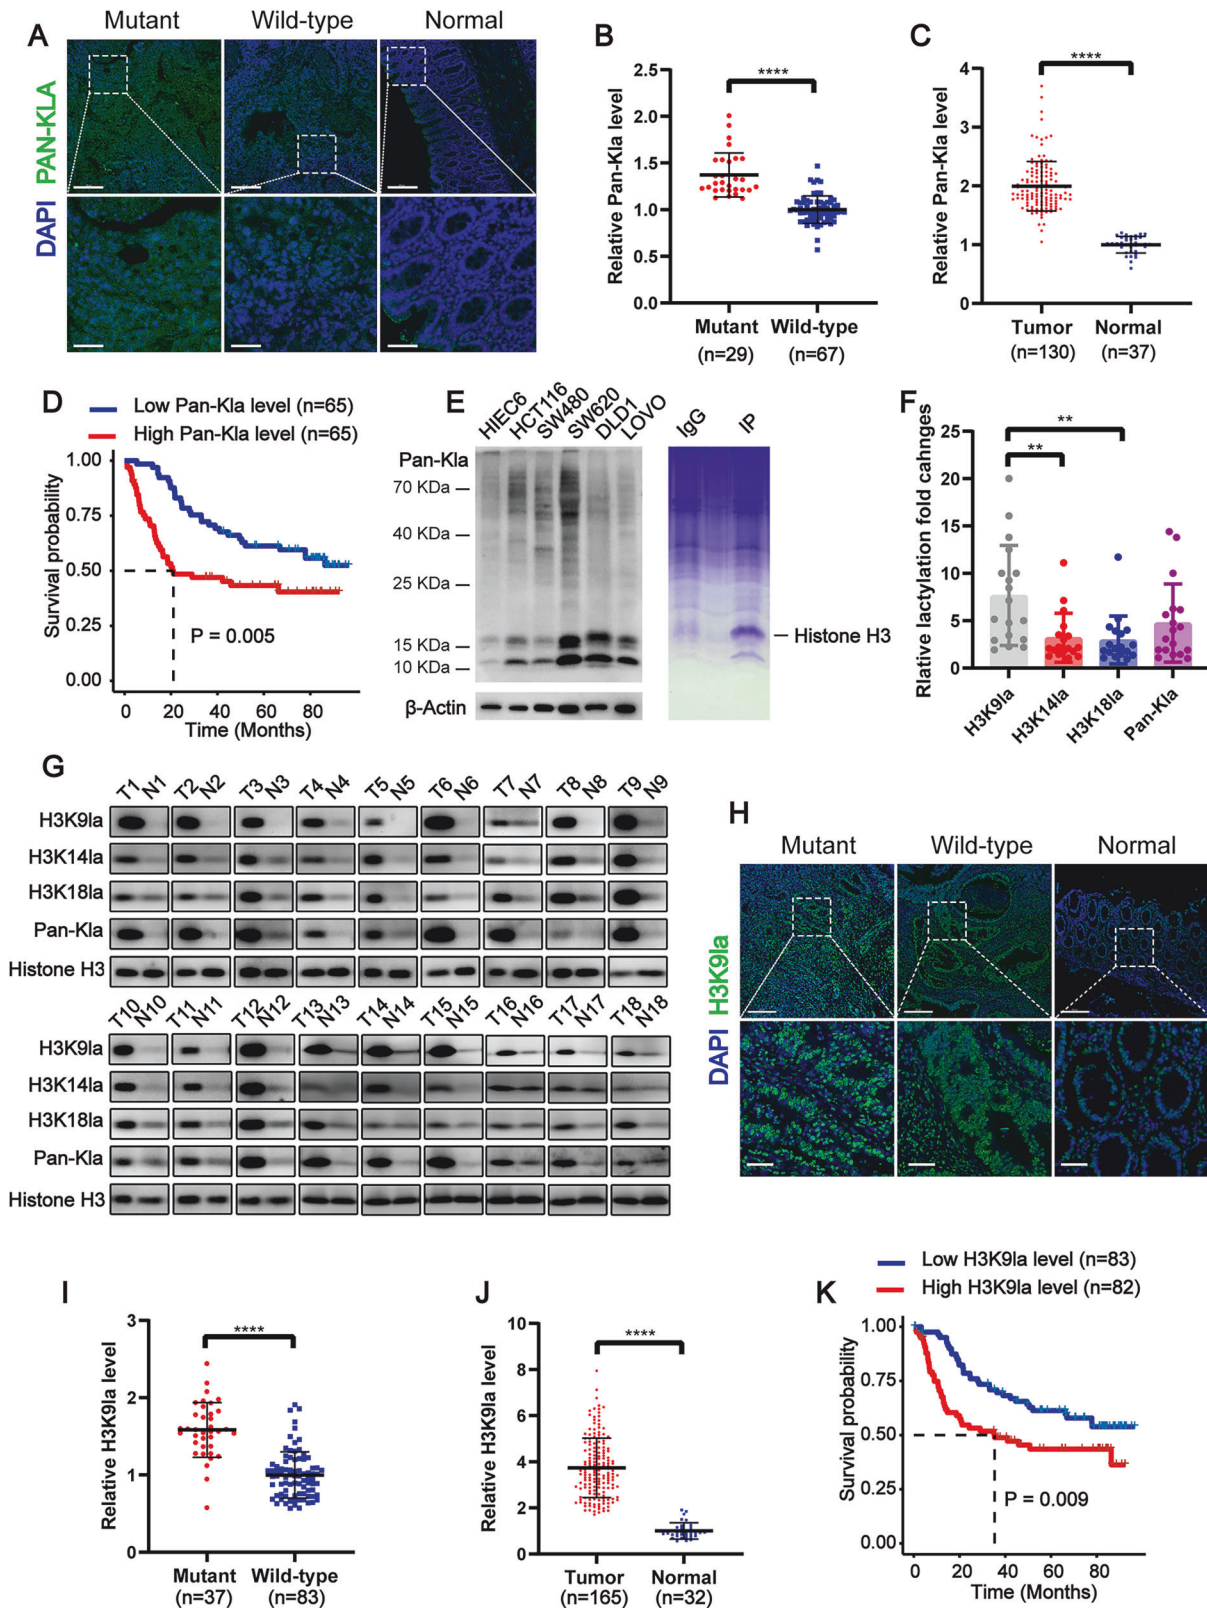 A
Mutant Wild-type Normal
DAPI PAN-KLA
B
Relative Pan-Kla level
2.5
2.0
1.5
1.0
0.5
0.0
****
Mutant Wild-type
(n=29) (n=67)
C
Relative Pan-Kla level
4
3
2
1
0
****
Tumor Normal
(n=130) (n=37)
D
Low Pan-Kla level (n=65)
High Pan-Kla level (n=65)
Survival probability
1.00
0.75
0.50
0.25
0.00
P = 0.005
0 20 40 60 80
Time (Months)
E
HIEC6 HCT116 SW480 SW620 DLD1 LOVO
Pan-Kla
70 KDa
40 KDa
25 KDa
15 KDa
10 KDa
β-Actin
IgG IP
Histone H3
F
Rlative lactylation fold cahnges
25
20
15
10
5
0
**
**
H3K9la H3K14la H3K18la Pan-Kla
G
T1 N1 T2 N2 T3 N3 T4 N4 T5 N5 T6 N6 T7 N7 T8 N8 T9 N9
H3K9la
H3K14la
H3K18la
Pan-Kla
Histone H3
T10 N10 T11 N11 T12 N12 T13 N13 T14 N14 T15 N15 T16 N16 T17 N17 T18 N18
H3K9la
H3K14la
H3K18la
Pan-Kla
Histone H3
H
Mutant Wild-type Normal
DAPI H3K9la
I
Relative H3K9la level
3
2
1
0
****
Mutant Wild-type
(n=37) (n=83)
J
Relative H3K9la level
10
8
6
4
2
0
****
Tumor Normal
(n=165) (n=32)
K
Low H3K9la level (n=83)
High H3K9la level (n=82)
Survival probability
1.00
0.75
0.50
0.25
0.00
P = 0.009
0 20 40 60 80
Time (Months)